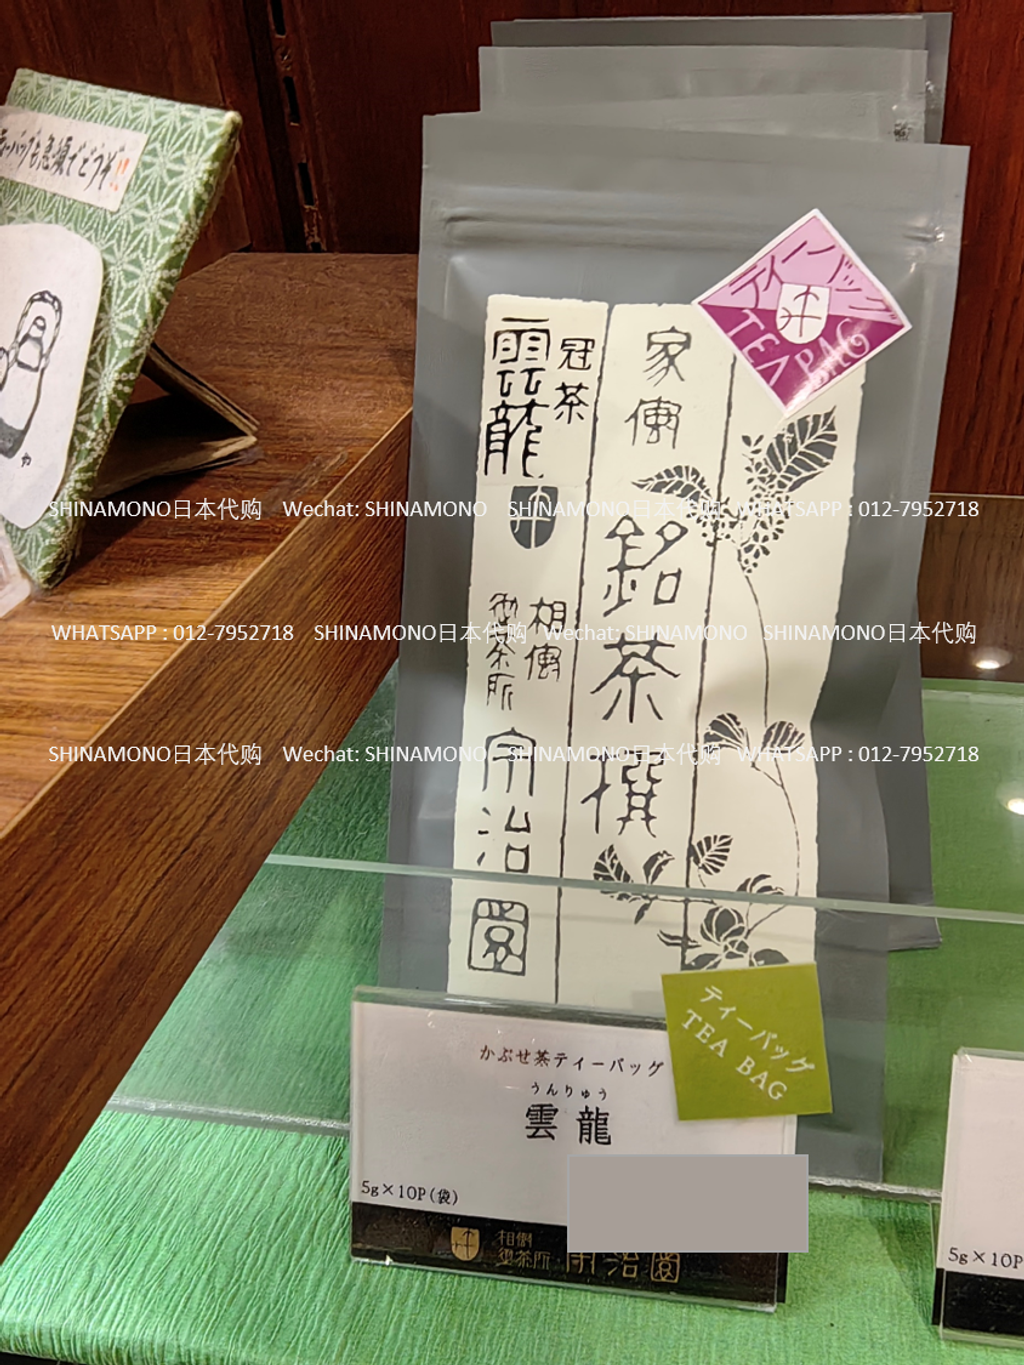 ティーバッグも急須でどうぞ!!
ティーバッグ
TEA BAG
冠茶
雲龍
家傳
銘茶撰
相傳
御茶所
宇治園
SHINAMONO日本代购 Wechat: SHINAMONO SHINAMONO日本代购 WHATSAPP : 012-7952718
WHATSAPP : 012-7952718 SHINAMONO日本代购 Wechat: SHINAMONO SHINAMONO日本代购
SHINAMONO日本代购 Wechat: SHINAMONO SHINAMONO日本代购 WHATSAPP : 012-7952718
ティーバッグ
TEA BAG
かぶせ茶ティーバッグ
うんりゅう
雲龍
5g×10P(袋)
相傳
御茶所
宇治園
5g×10P